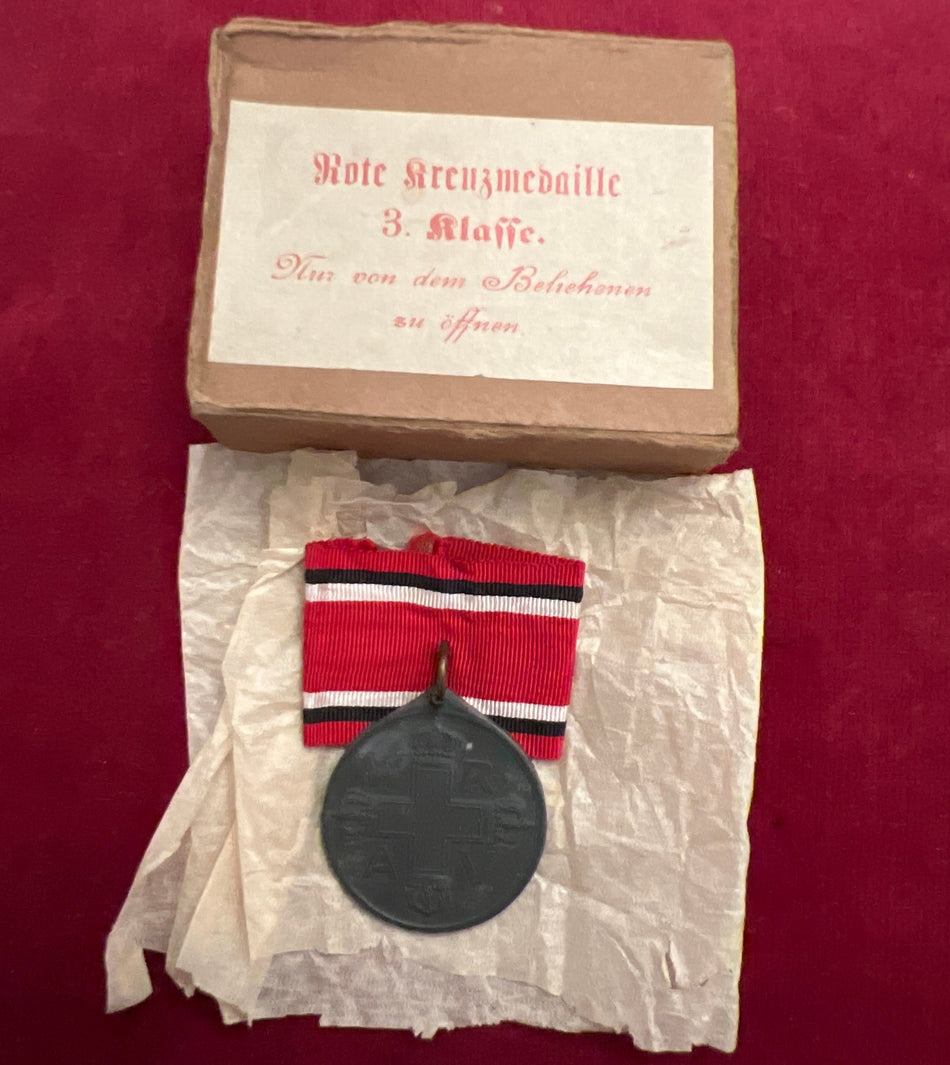 Rote Kreuzmedaille
3. Klasse.
Nur von dem Beliehenen
zu öffnen.
R
A